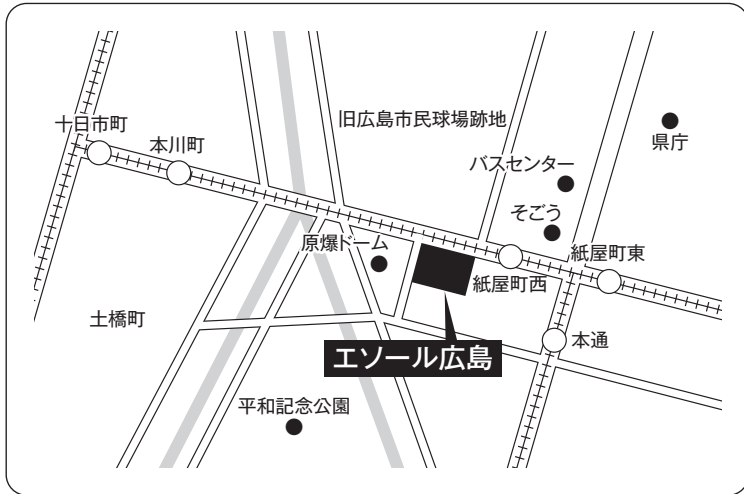 十日市町
本川町
旧広島市民球場跡地
県庁
バスセンター
そごう
原爆ドーム
紙屋町東
紙屋町西
土橋町
本通
エソール広島
平和記念公園